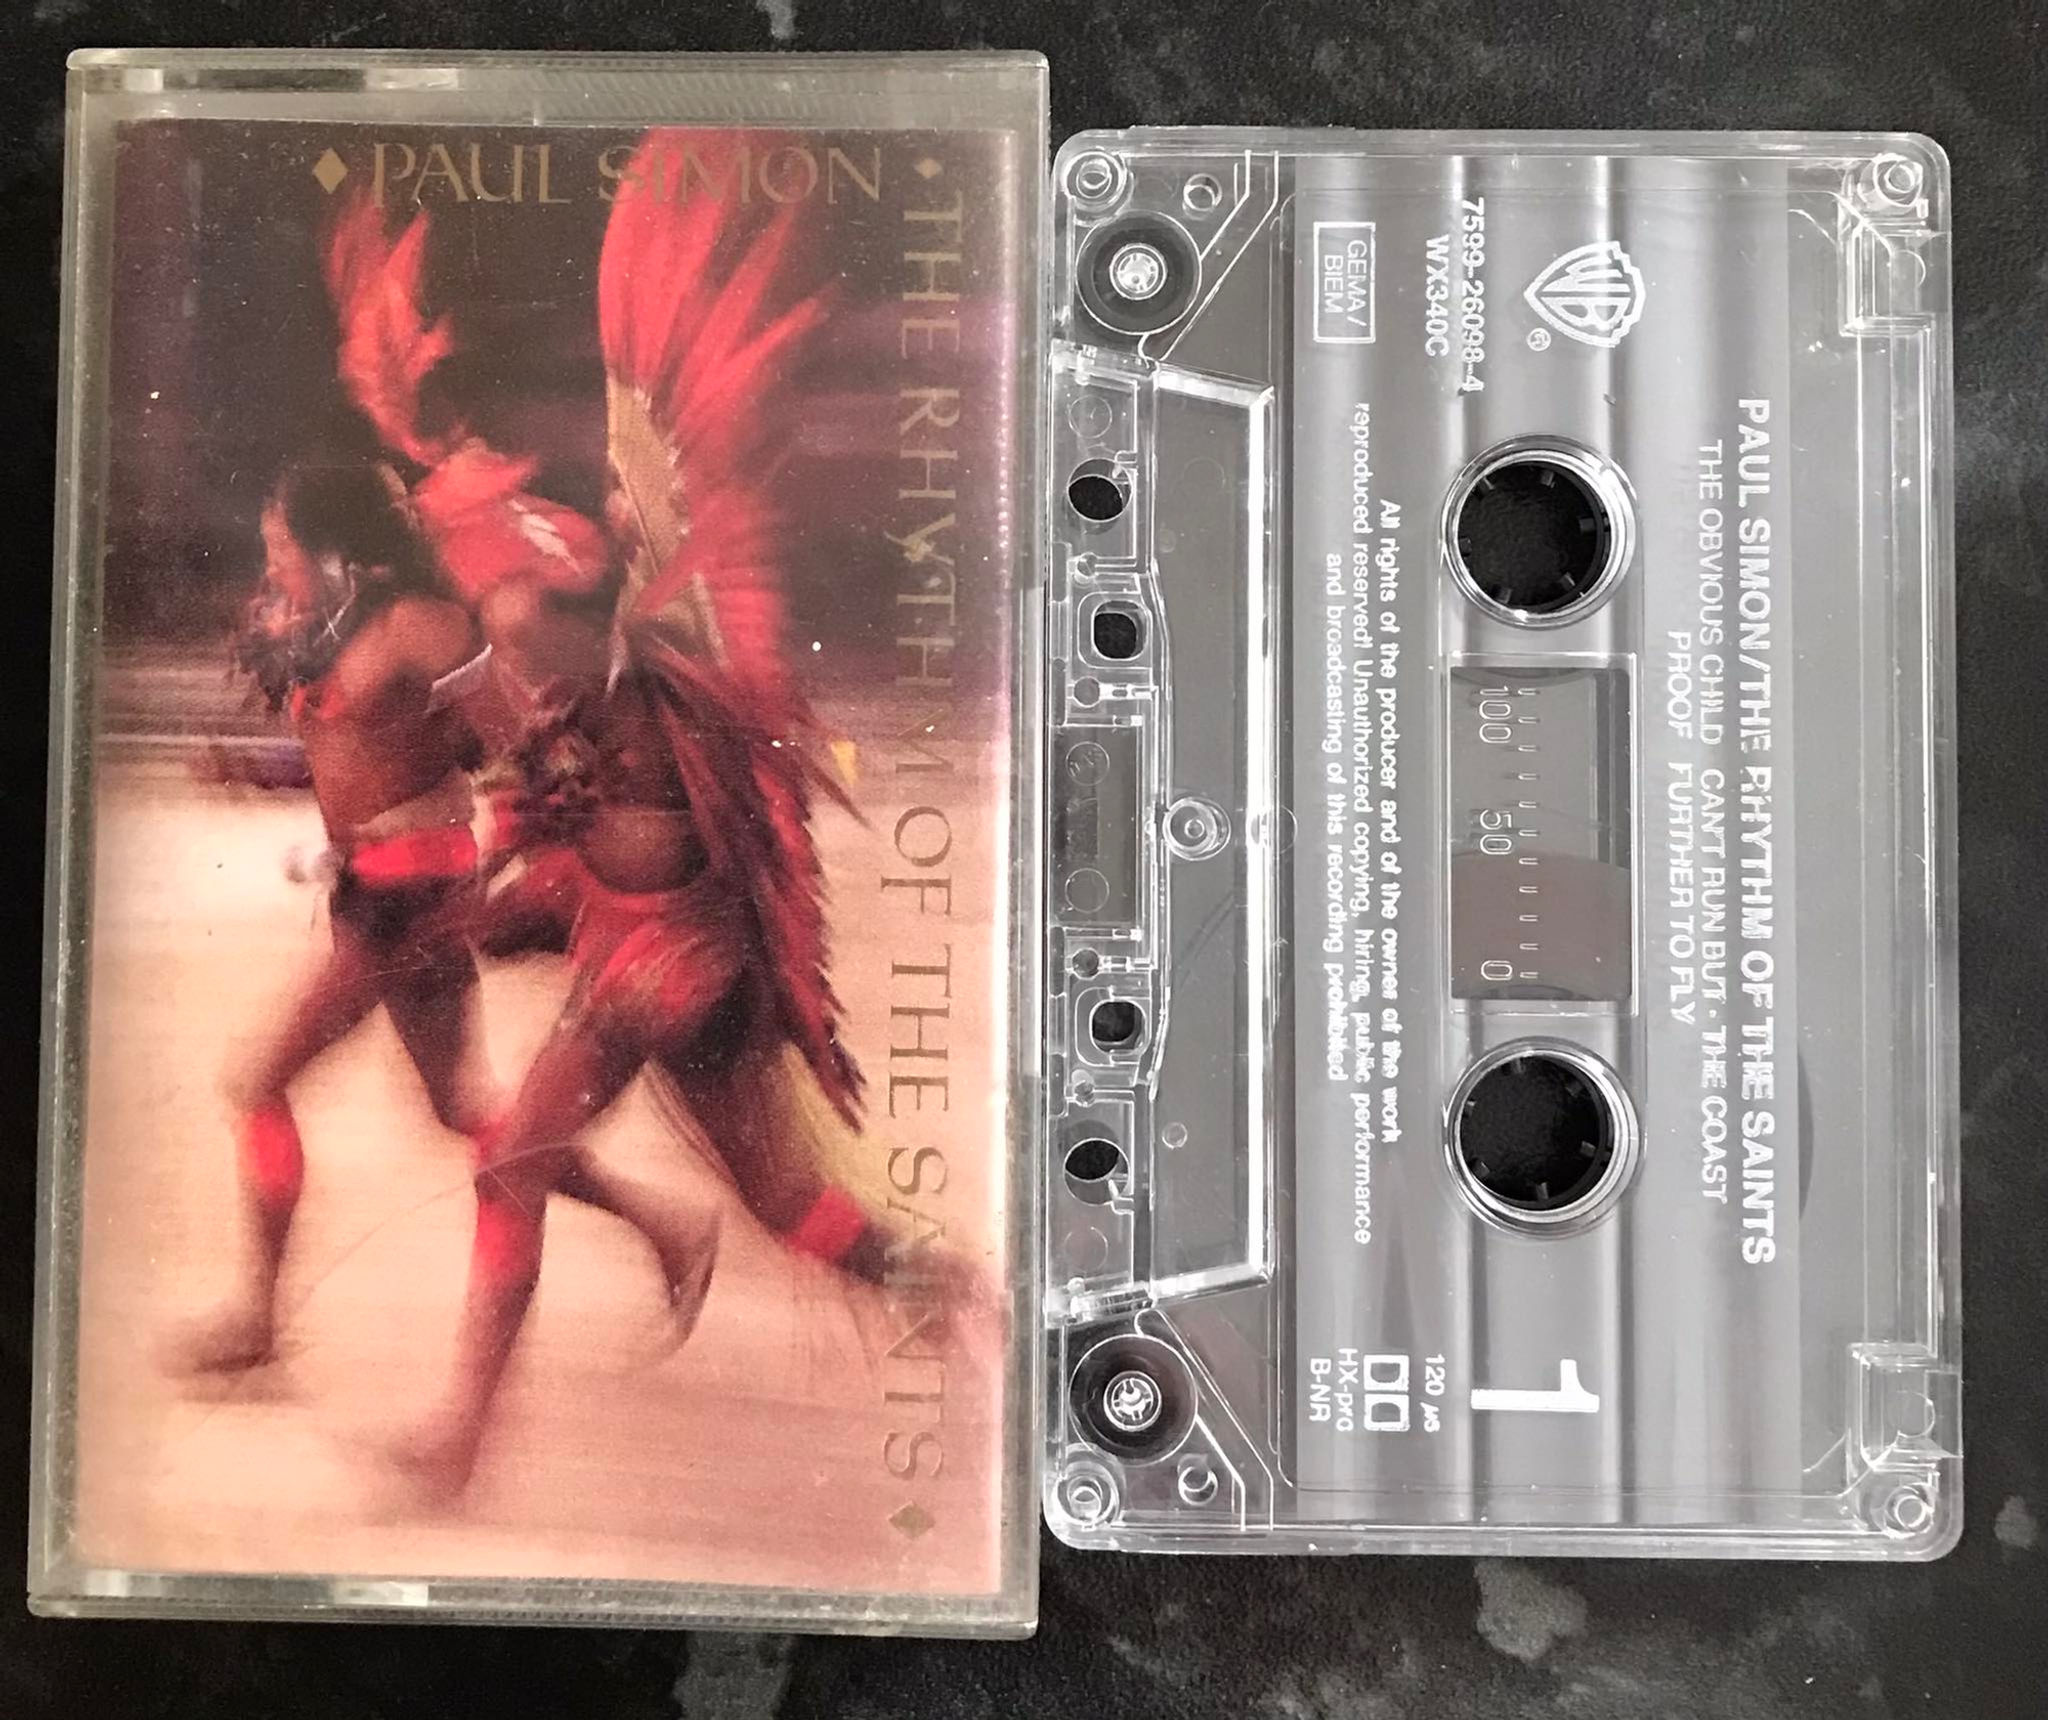 ♦ PAUL SIMON ♦
THE RHYTHM OF THE SAINTS ♦
PAUL SIMON/THE RHYTHM OF THE SAINTS
THE OBVIOUS CHILD CAN'T RUN BUT · THE COAST
PROOF FURTHER TO FLY
WB
®
7599-26098-4
WX340C
GEMA/
BIEM
100 50 0
1
120 µs
HX-pro
B-NR
All rights of the producer and of the owner of the work
reproduced reserved! Unauthorized copying, hiring, public performance
and broadcasting of this recording prohibited